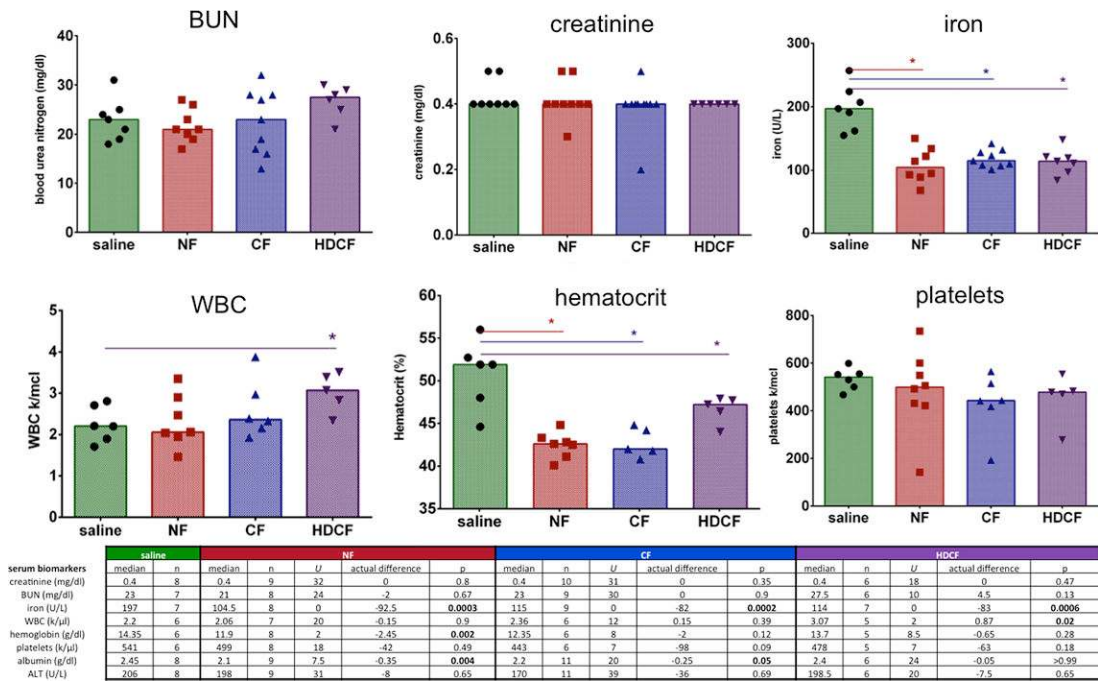 BUN
creatinine
iron
blood urea nitrogen (mg/dl)
40
30
20
10
0
saline NF CF HDCF
creatinine (mg/dl)
0.6
0.4
0.2
0.0
saline NF CF HDCF
iron (U/L)
300
200
100
0
* * *
saline NF CF HDCF
WBC
hematocrit
platelets
WBC k/mcl
5
4
3
2
1
0
*
saline NF CF HDCF
Hematocrit (%)
60
55
50
45
40
35
* * *
saline NF CF HDCF
platelets k/mcl
800
600
400
200
0
saline NF CF HDCF
saline NF CF HDCF
serum biomarkers median n median n U actual difference p median n U actual difference p median n U actual difference p
creatinine (mg/dl) 0.4 8 0.4 9 32 0 0.8 0.4 10 31 0 0.35 0.4 6 18 0 0.47
BUN (mg/dl) 23 7 21 8 24 -2 0.67 23 9 30 0 0.9 27.5 6 10 4.5 0.13
iron (U/L) 197 7 104.5 8 0 -92.5 0.0003 115 9 0 -82 0.0002 114 7 0 -83 0.0006
WBC (k/µl) 2.2 6 2.06 7 20 -0.15 0.9 2.36 6 12 0.15 0.39 3.07 5 2 0.87 0.02
hemoglobin (g/dl) 14.35 6 11.9 8 2 -2.45 0.002 12.35 6 8 -2 0.12 13.7 5 8.5 -0.65 0.28
platelets (k/µl) 541 6 499 8 18 -42 0.49 443 6 7 -98 0.09 478 5 7 -63 0.18
albumin (g/dl) 2.45 8 2.1 9 7.5 -0.35 0.004 2.2 11 20 -0.25 0.05 2.4 6 24 -0.05 >0.99
ALT (U/L) 206 8 198 9 31 -8 0.65 170 11 39 -36 0.69 198.5 6 20 -7.5 0.65